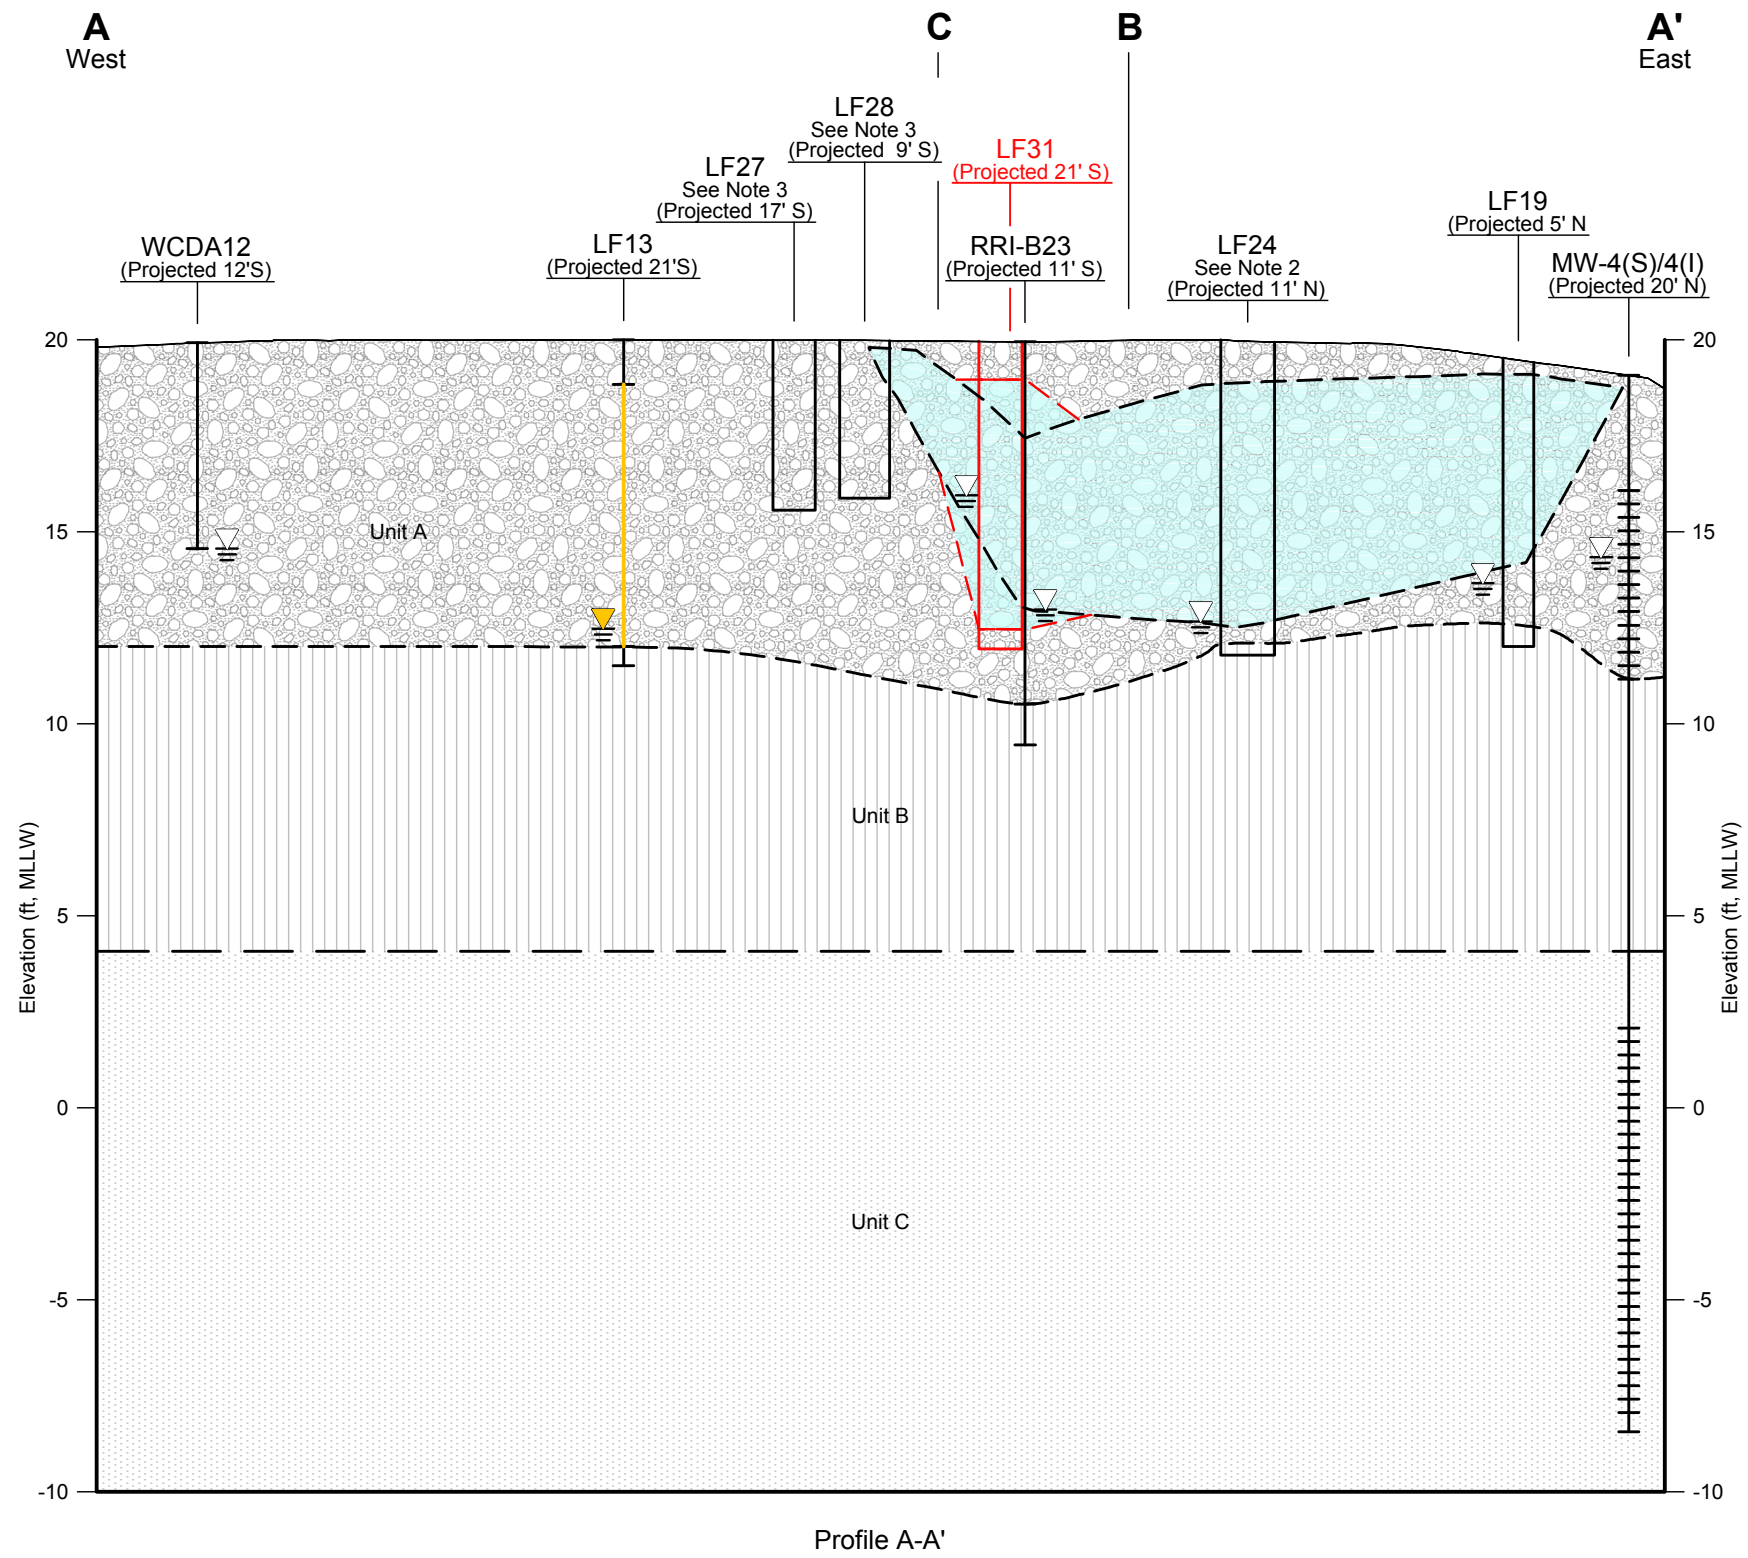 A
West
C
B
A'
East
LF28
See Note 3
(Projected  9' S)
LF31
(Projected 21' S)
LF27
See Note 3
(Projected 17' S)
LF19
(Projected 5' N
WCDA12
(Projected 12'S)
LF13
(Projected 21'S)
RRI-B23
(Projected 11' S)
LF24
See Note 2
(Projected 11' N)
MW-4(S)/4(I)
(Projected 20' N)
20
20
15
Unit A
15
10
10
Unit B
5
5
Elevation (ft, MLLW)
Elevation (ft, MLLW)
0
0
Unit C
-5
-5
-10
-10
Profile A-A'